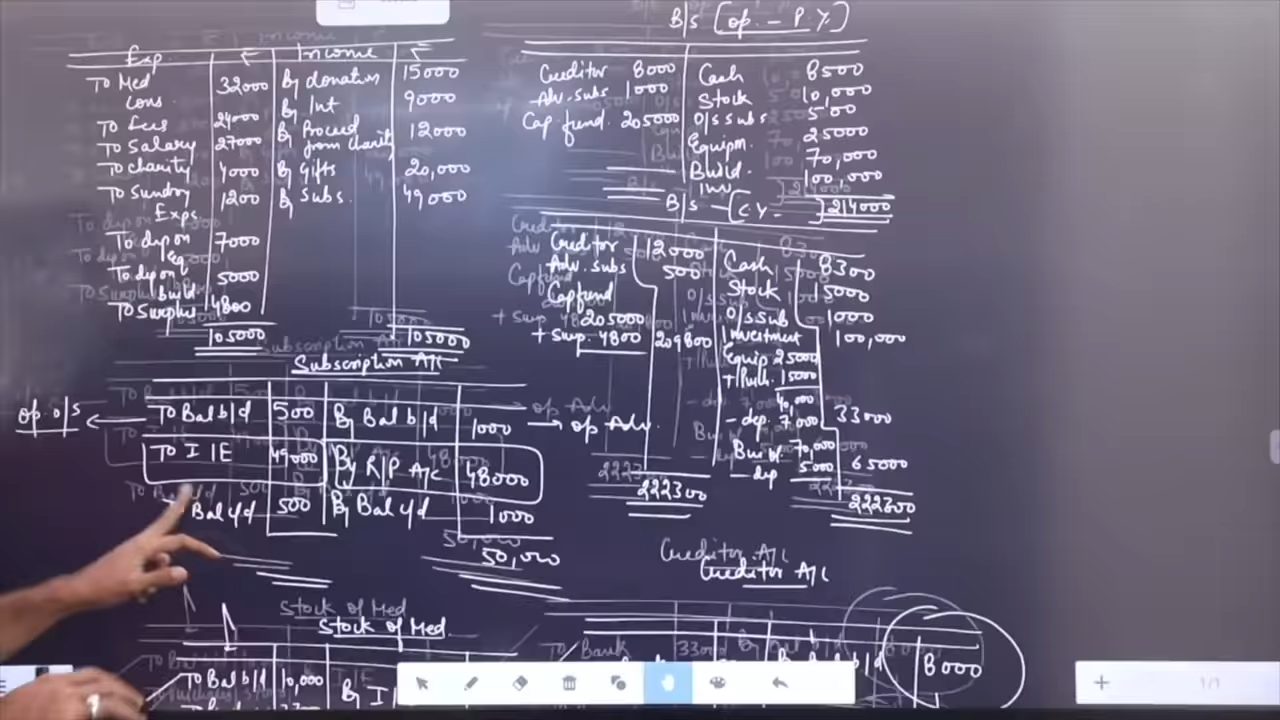 Exp. Income
To Med Cons. 32000 By donation 15000
To fees 24000 By Int 9000
To Salary 27000 By Proceed from charity 12000
To charity 4000 By gifts 20,000
To Sundry Exps 1200 By Subs. 49000
To dep on Eq 7000
To dep on build 5000
To Surplus 4800
105000 105000
B/s [op. - P.Y.]
Creditor 8000 Cash 8500
Adv. subs 1000 Stock 10,000
Cap. fund. 205000 O/s subs 500
Equipm. 25000
Build. 70,000
Inv 100,000
214000
B/s - (C.Y. - )
Creditor 12000 Cash 8300
Adv. subs 500 Stock 15000
Cap fund O/s Sub 1000
205000 Investment 100,000
+ Surp. 4800 209800 Equip 25000
+ Purch. 15000
40,000
- dep. 7,000 33000
Build 70,000
- dep 5000 65000
222300 222300
Subscription A/c
op. o/s To Bal b/d 500 By Bal b/d 1000 op Adv.
To I/E 49000 By R/P A/c 48000
Bal c/d 500 By Bal c/d 1000
50,000
Creditor A/c
Stock of Med.
To Bank 33000 8000
To Bal b/d 10,000 By I
1/1